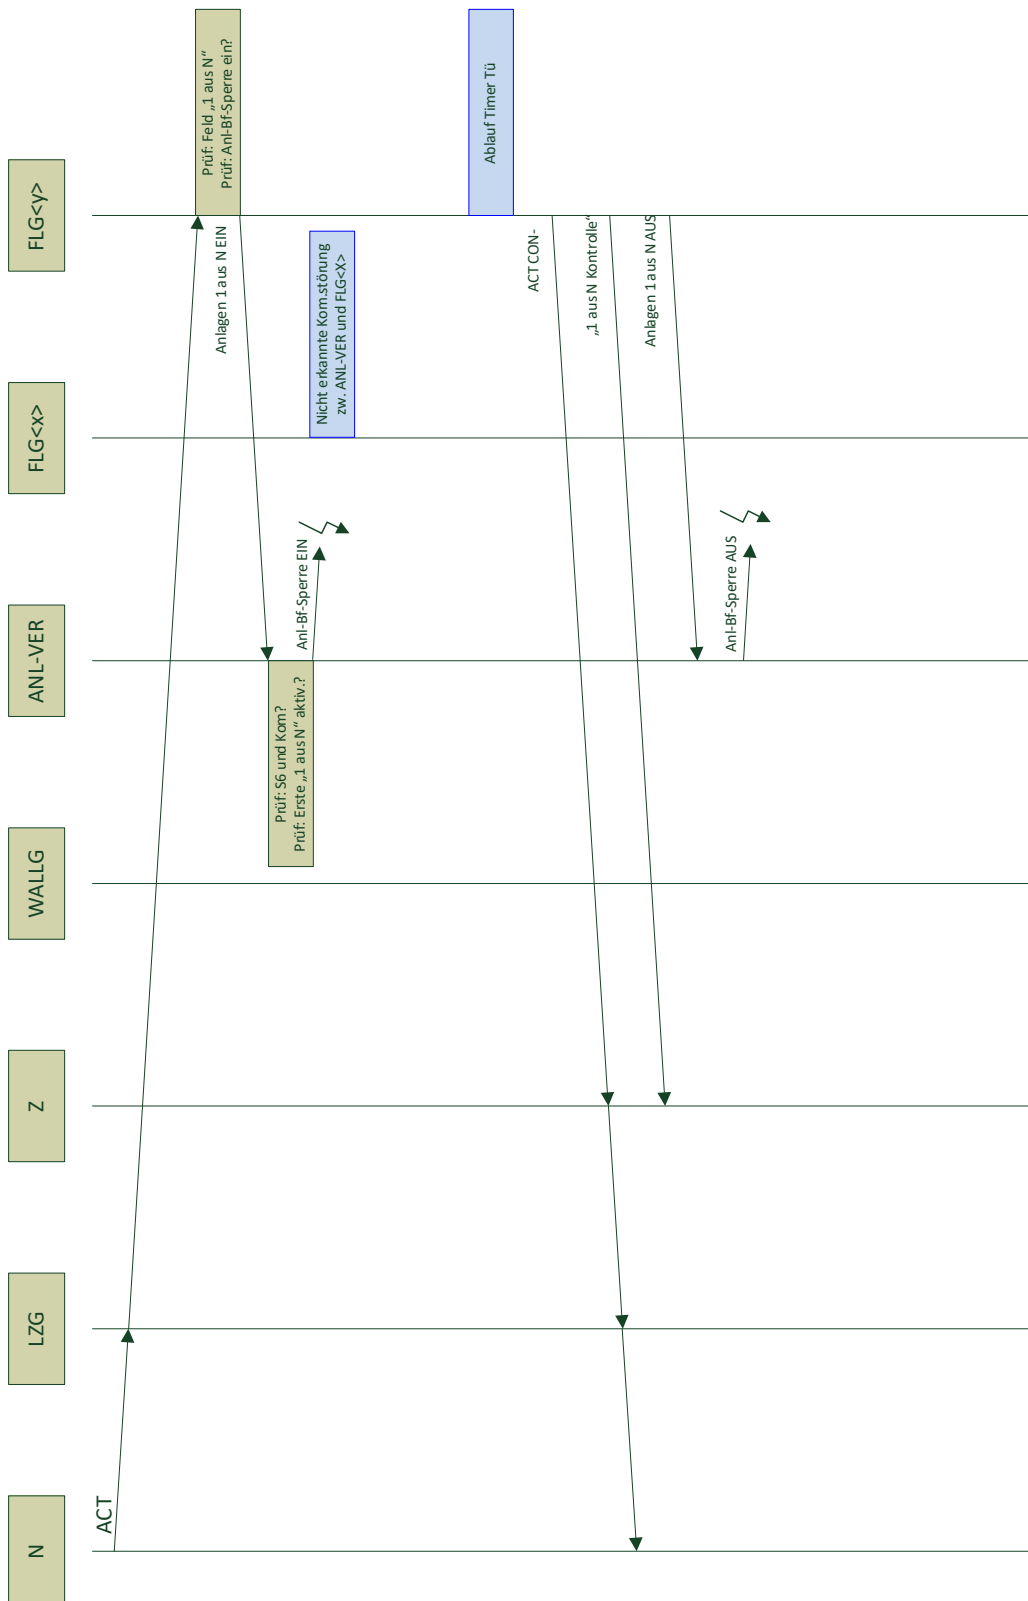 N
LZG
Z
WALLG
ANL-VER
FLG<x>
FLG<y>
ACT
Prüf: Feld „1 aus N“
Prüf: Anl-Bf-Sperre ein?
Anlagen 1 aus N EIN
Prüf: S6 und Kom?
Prüf: Erste „1 aus N“ aktiv.?
Anl-Bf-Sperre EIN
Nicht erkannte Kom.störung
zw. ANL-VER und FLG<X>
Ablauf Timer Tü
ACT CON-
„1 aus N Kontrolle“
Anlagen 1 aus N AUS
Anl-Bf-Sperre AUS